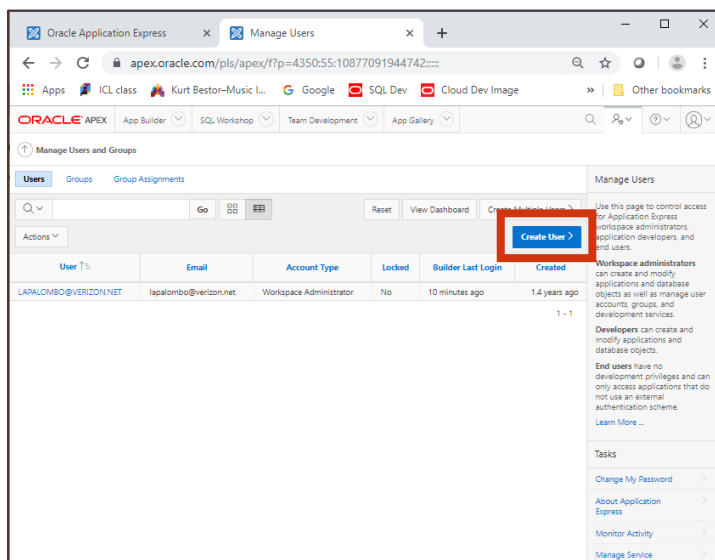 Oracle Application Express
Manage Users
apex.oracle.com/pls/apex/f?p=4350:55:10877091944742:::::
Apps ICL class Kurt Bestor–Music I... Google SQL Dev Cloud Dev Image » Other bookmarks
ORACLE APEX App Builder SQL Workshop Team Development App Gallery
Manage Users and Groups
Users Groups Group Assignments
Go Reset View Dashboard Create Multiple Users >
Actions Create User >
User Email Account Type Locked Builder Last Login Created
LAPALOMBO@VERIZON.NET lapalombo@verizon.net Workspace Administrator No 10 minutes ago 1.4 years ago
1 - 1
Manage Users
Use this page to control access
for Application Express
workspace administrators,
application developers, and
end users.
Workspace administrators
can create and modify
applications and database
objects as well as manage user
accounts, groups, and
development services.
Developers can create and
modify applications and
database objects.
End users have no
development privileges and can
only access applications that do
not use an external
authentication scheme.
Learn More ...
Tasks
Change My Password
About Application
Express
Monitor Activity
Manage Service